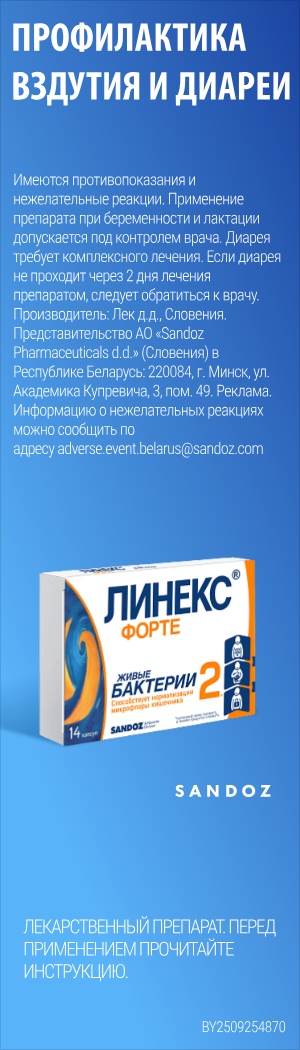 ПРОФИЛАКТИКА
ВЗДУТИЯ И ДИАРЕИ
Имеются противопоказания и
нежелательные реакции. Применение
препарата при беременности и лактации
допускается под контролем врача. Диарея
требует комплексного лечения. Если диарея
не проходит через 2 дня лечения
препаратом, следует обратиться к врачу.
Производитель: Лек д.д., Словения.
Представительство АО «Sandoz
Pharmaceuticals d.d.» (Словения) в
Республике Беларусь: 220084, г. Минск, ул.
Академика Купревича, 3, пом. 49. Реклама.
Информацию о нежелательных реакциях
можно сообщить по
адресу adverse.event.belarus@sandoz.com
ЛИНЕКС®
ФОРТЕ
ЖИВЫЕ
БАКТЕРИИ 2
Способствует нормализации
микрофлоры кишечника
14 капсул
SANDOZ
SANDOZ
ЛЕКАРСТВЕННЫЙ ПРЕПАРАТ. ПЕРЕД
ПРИМЕНЕНИЕМ ПРОЧИТАЙТЕ
ИНСТРУКЦИЮ.
BY2509254870